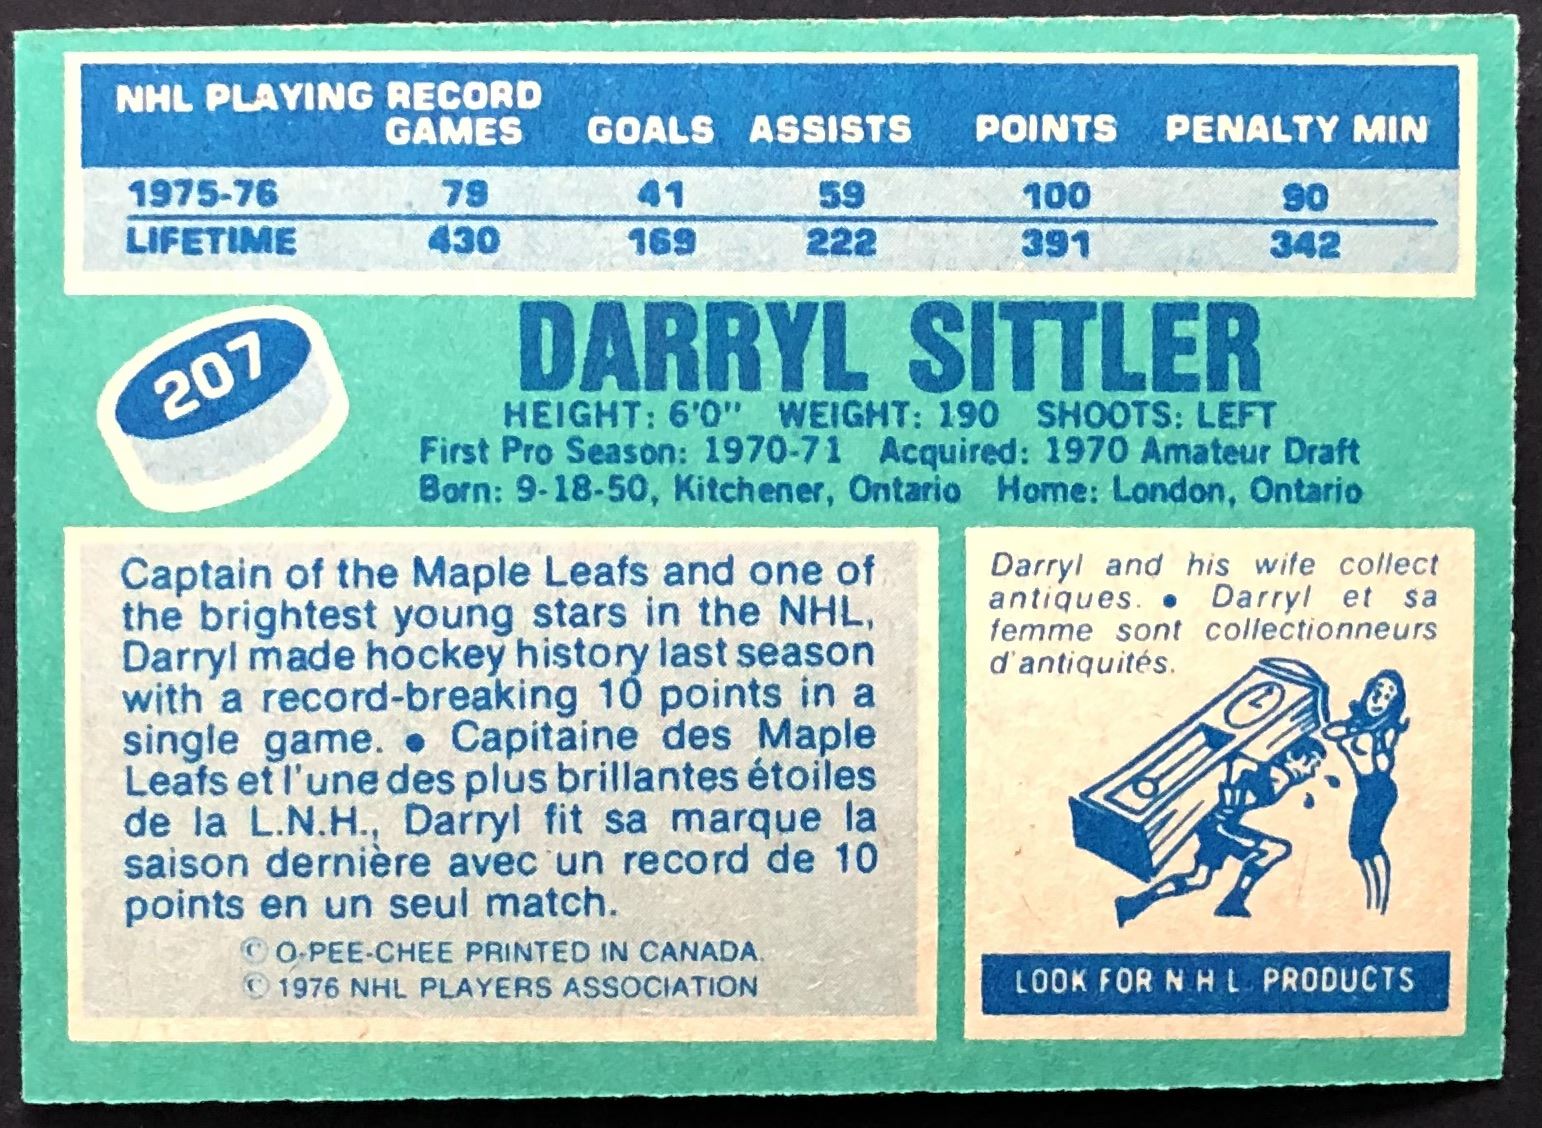 NHL PLAYING RECORD
GAMES GOALS ASSISTS POINTS PENALTY MIN
1975-76 79 41 59 100 90
LIFETIME 430 169 222 391 342
207
DARRYL SITTLER
HEIGHT: 6'0" WEIGHT: 190 SHOOTS: LEFT
First Pro Season: 1970-71 Acquired: 1970 Amateur Draft
Born: 9-18-50, Kitchener, Ontario Home: London, Ontario
Captain of the Maple Leafs and one of
the brightest young stars in the NHL,
Darryl made hockey history last season
with a record-breaking 10 points in a
single game. • Capitaine des Maple
Leafs et l'une des plus brillantes étoiles
de la L.N.H., Darryl fit sa marque la
saison dernière avec un record de 10
points en un seul match.
© O-PEE-CHEE PRINTED IN CANADA.
© 1976 NHL PLAYERS ASSOCIATION
Darryl and his wife collect
antiques. • Darryl et sa
femme sont collectionneurs
d'antiquités.
LOOK FOR N H L PRODUCTS